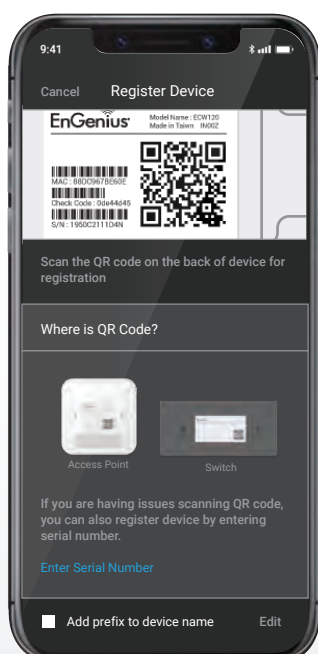 9:41
Cancel Register Device
EnGenius
Model Name : ECW120
Made in Taiwn IN00Z
MAC : 88DC967BE60E
Check Code : 0de44d45
S/N : 1950C2111D4N
Scan the QR code on the back of device for
registration
Where is QR Code?
Access Point
Switch
If you are having issues scanning QR code,
you can also register device by entering
serial number.
Enter Serial Number
Add prefix to device name Edit